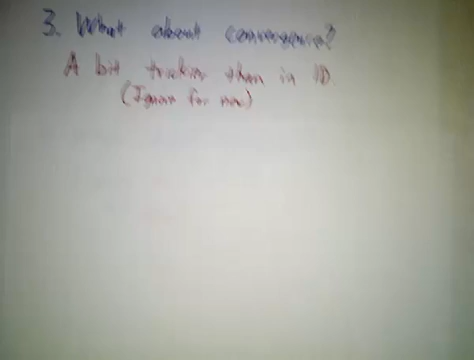 3. What about convergence?
A bit trickier than in 1D.
(Ignore for now)